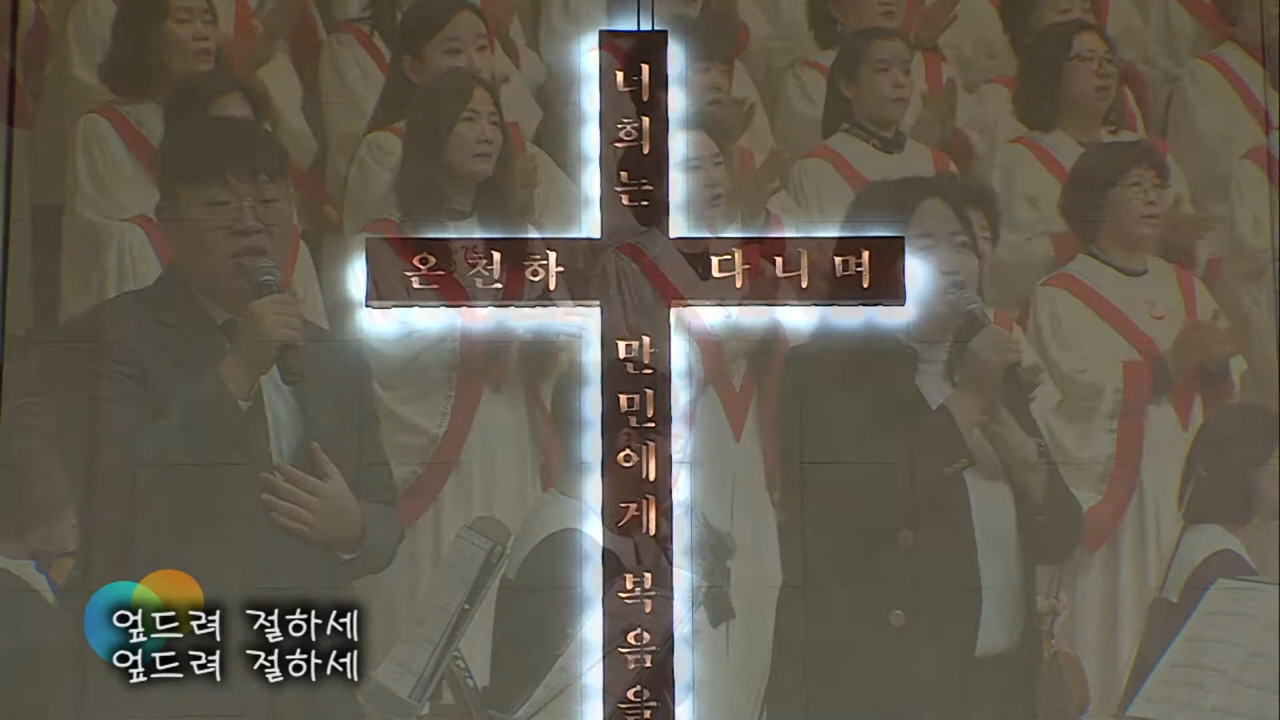 너희는
온천하 다니며
만민에게 복음을
엎드려 절하세
엎드려 절하세